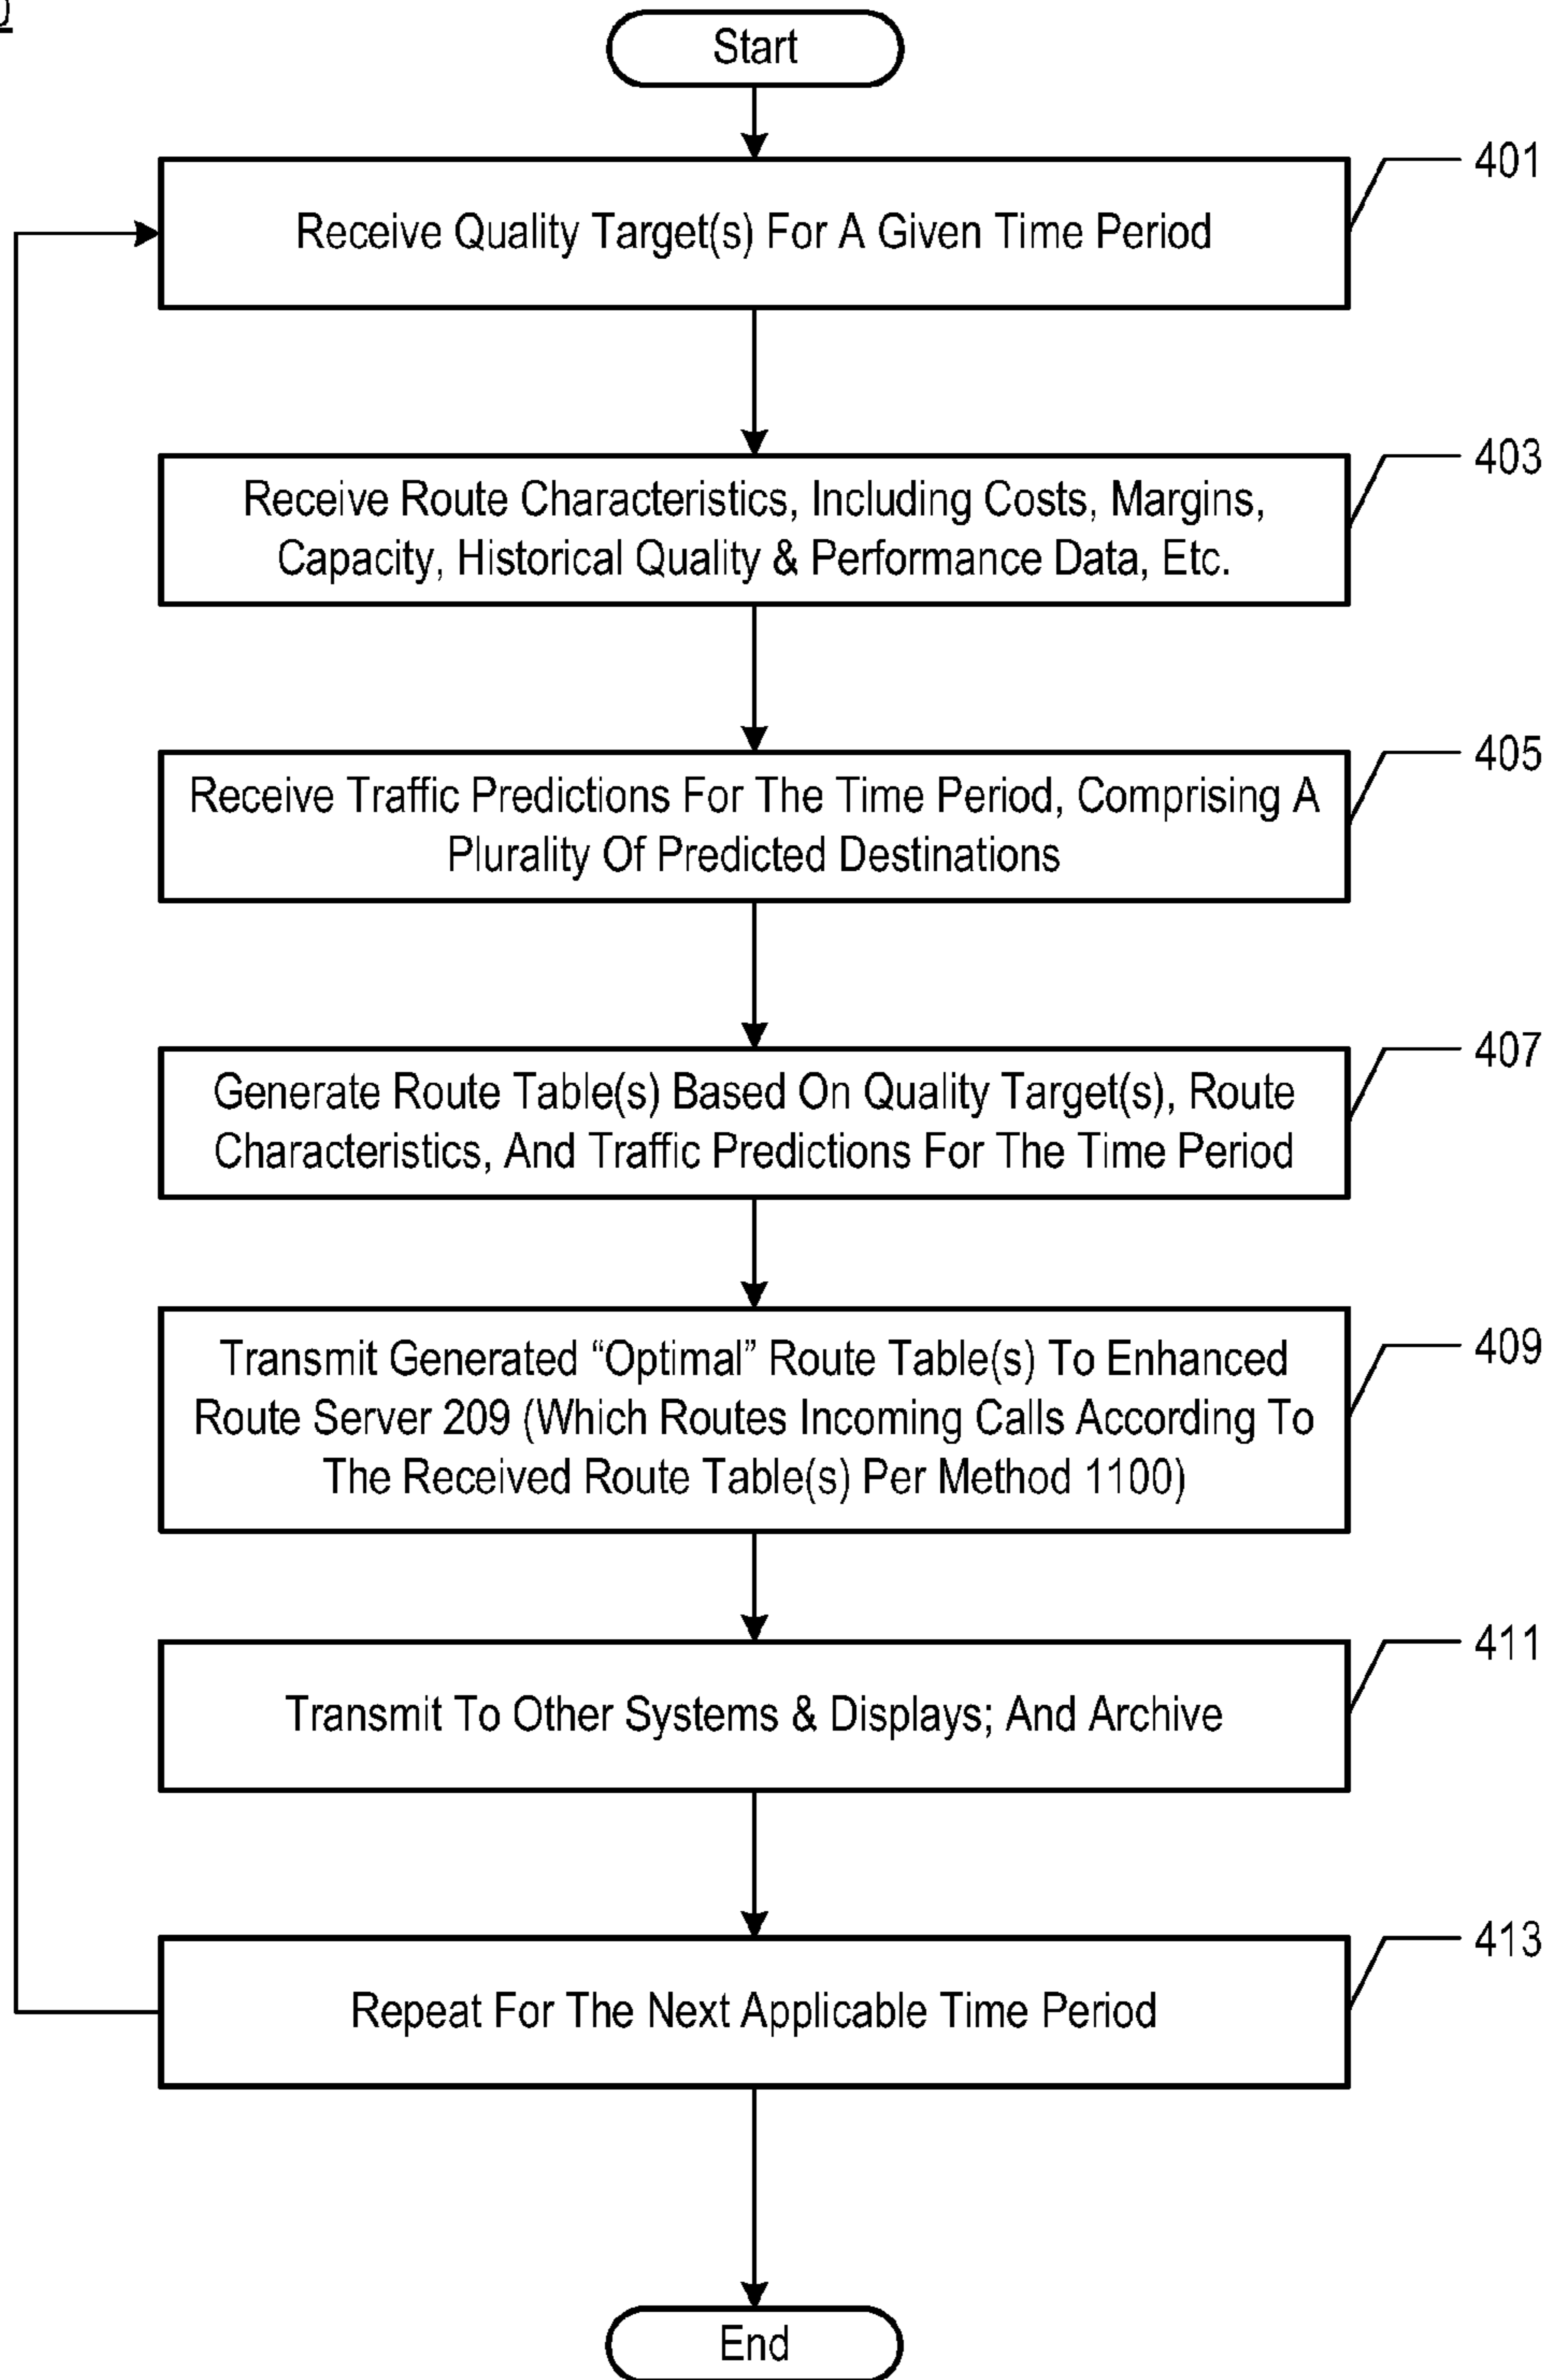 Start
401
Receive Quality Target(s) For A Given Time Period
403
Receive Route Characteristics, Including Costs, Margins,
Capacity, Historical Quality & Performance Data, Etc.
405
Receive Traffic Predictions For The Time Period, Comprising A
Plurality Of Predicted Destinations
407
Generate Route Table(s) Based On Quality Target(s), Route
Characteristics, And Traffic Predictions For The Time Period
409
Transmit Generated “Optimal” Route Table(s) To Enhanced
Route Server 209 (Which Routes Incoming Calls According To
The Received Route Table(s) Per Method 1100)
411
Transmit To Other Systems & Displays; And Archive
413
Repeat For The Next Applicable Time Period
End